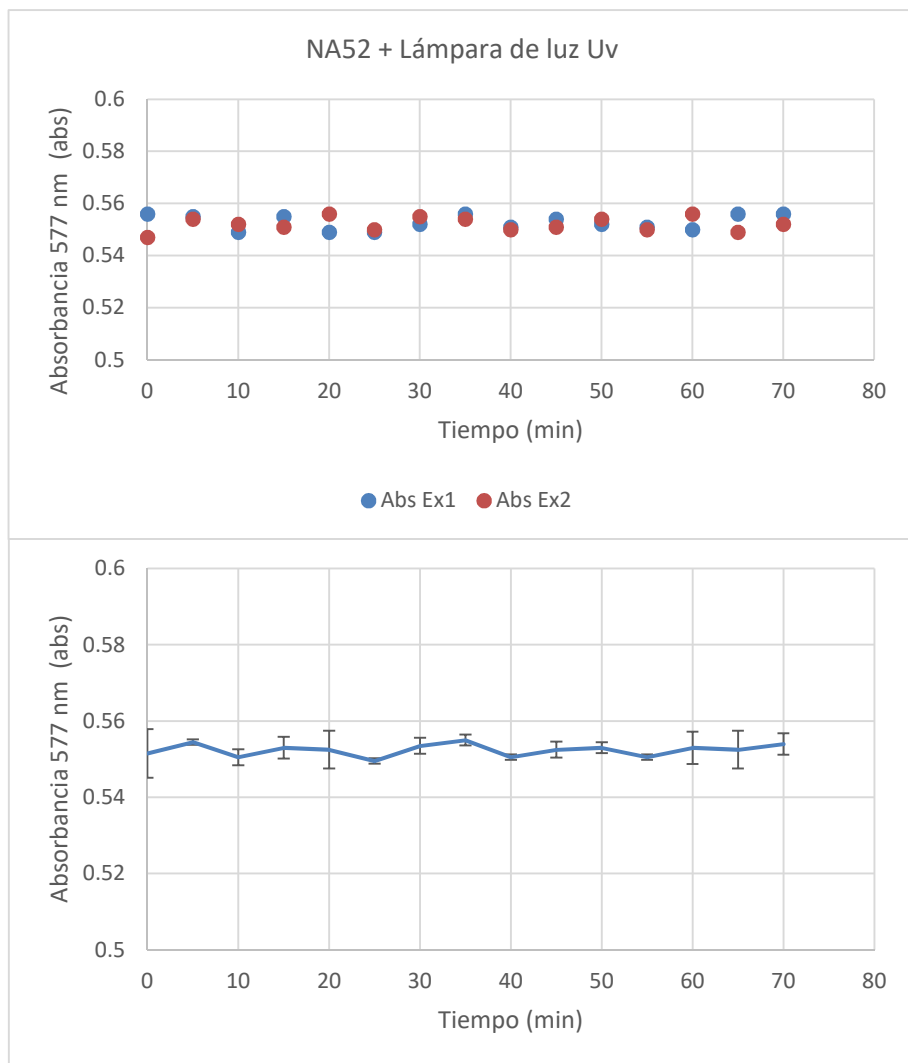 NA52 + Lámpara de luz Uv
Absorbancia 577 nm (abs)
0.6
0.58
0.56
0.54
0.52
0.5
0 10 20 30 40 50 60 70 80
Tiempo (min)
Abs Ex1 Abs Ex2
Absorbancia 577 nm (abs)
0.6
0.58
0.56
0.54
0.52
0.5
0 10 20 30 40 50 60 70 80
Tiempo (min)